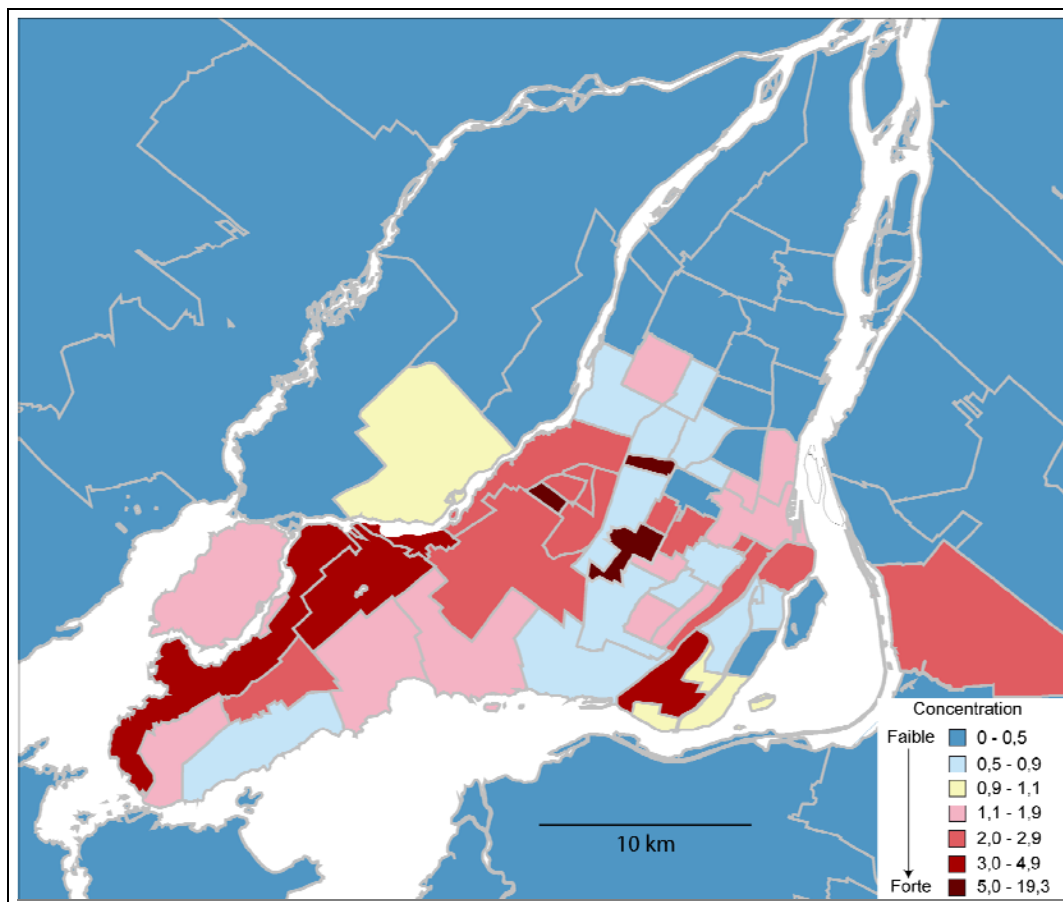 10 km
Concentration
Faible
Forte
0 - 0,5
0,5 - 0,9
0,9 - 1,1
1,1 - 1,9
2,0 - 2,9
3,0 - 4,9
5,0 - 19,3